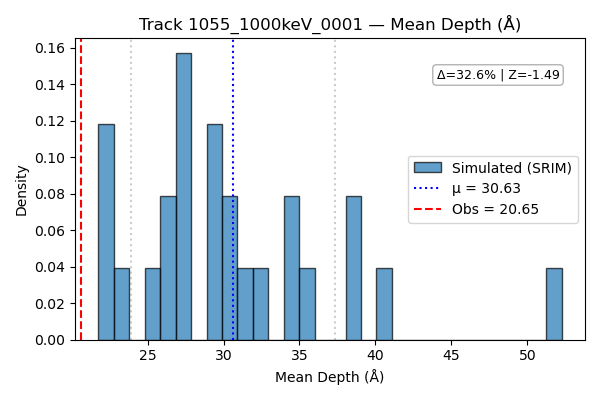 Track 1055_1000keV_0001 — Mean Depth (Å)
0.16
Δ=32.6% | Z=-1.49
0.14
0.12
0.10
Simulated (SRIM)
μ = 30.63
Obs = 20.65
0.08
0.06
0.04
0.02
0.00
Density
25
30
35
40
45
50
Mean Depth (Å)